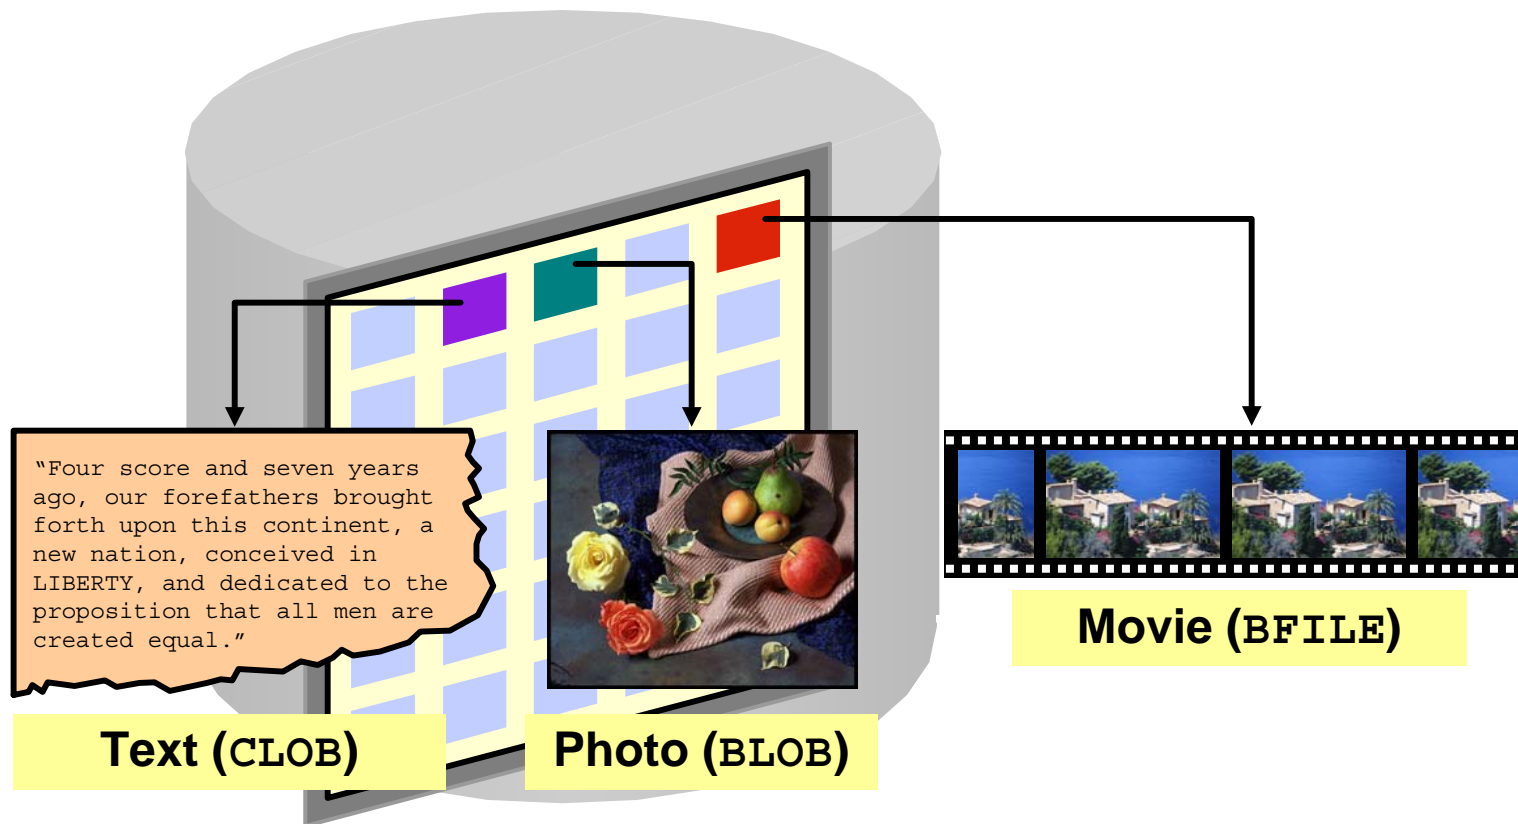 “Four score and seven years
ago, our forefathers brought
forth upon this continent, a
new nation, conceived in
LIBERTY, and dedicated to the
proposition that all men are
created equal.”
Text (CLOB)
Photo (BLOB)
Movie (BFILE)